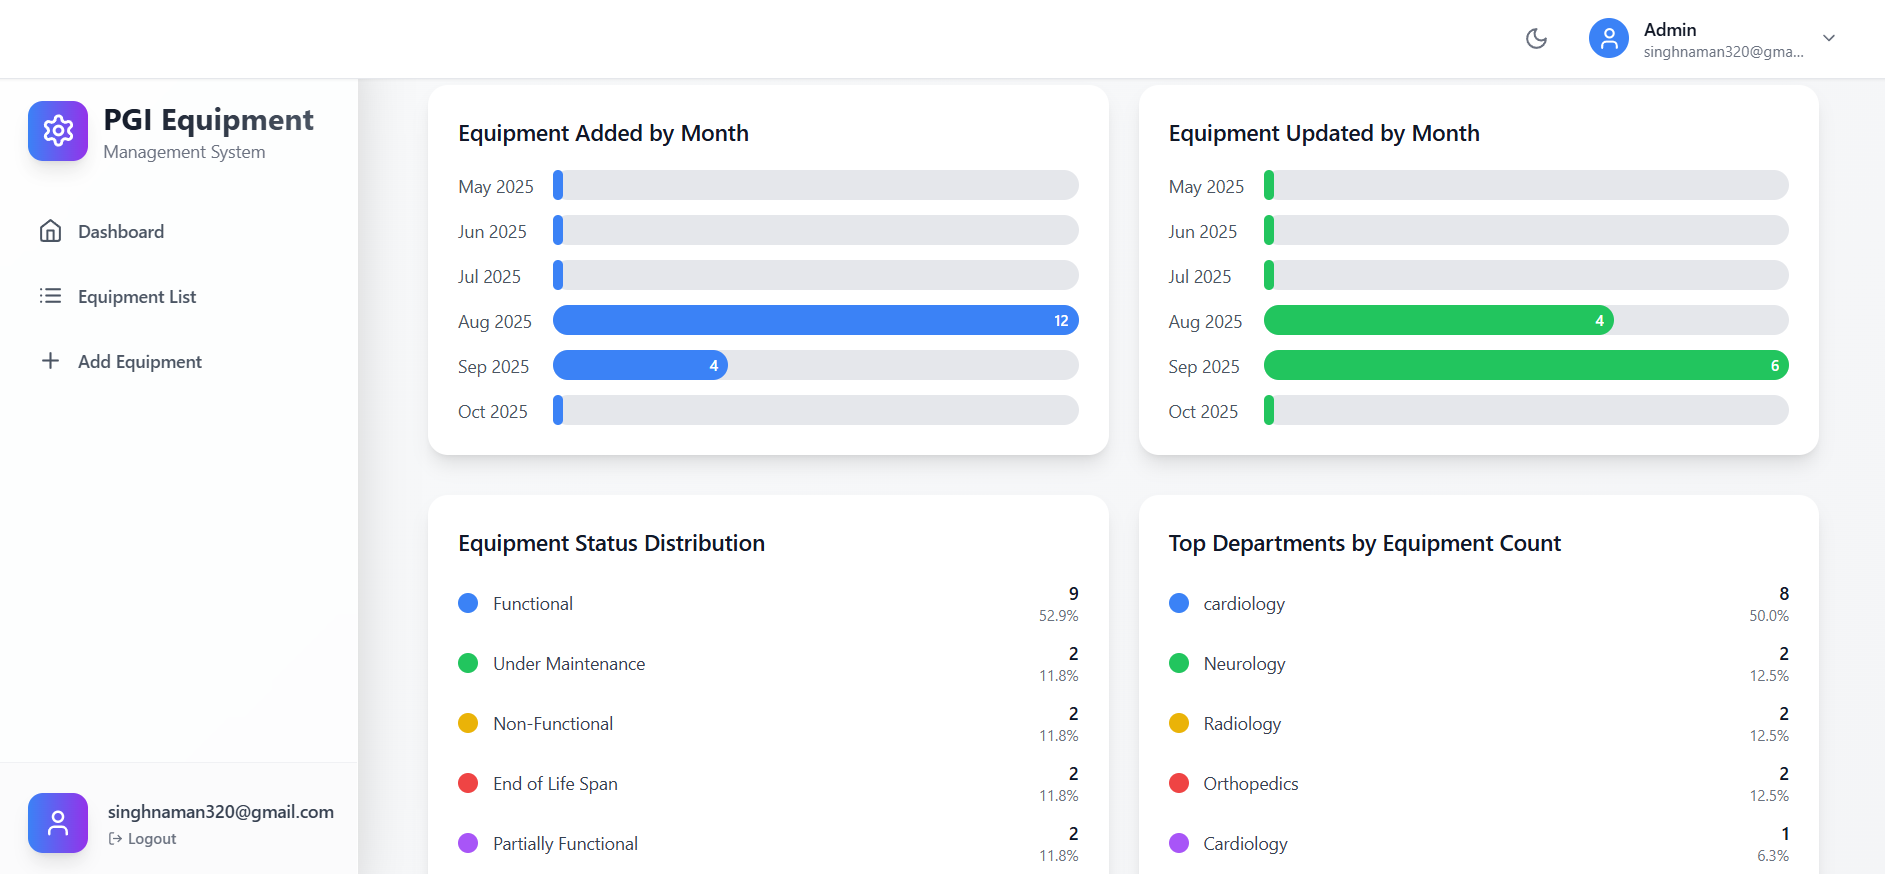 Admin
singhnaman320@gma...
PGI Equipment
Management System
Dashboard
Equipment List
Add Equipment
singhnaman320@gmail.com
Logout
Equipment Added by Month
May 2025
Jun 2025
Jul 2025
Aug 2025 12
Sep 2025 4
Oct 2025
Equipment Updated by Month
May 2025
Jun 2025
Jul 2025
Aug 2025 4
Sep 2025 6
Oct 2025
Equipment Status Distribution
Functional 9
52.9%
Under Maintenance 2
11.8%
Non-Functional 2
11.8%
End of Life Span 2
11.8%
Partially Functional 2
11.8%
Top Departments by Equipment Count
cardiology 8
50.0%
Neurology 2
12.5%
Radiology 2
12.5%
Orthopedics 2
12.5%
Cardiology 1
6.3%